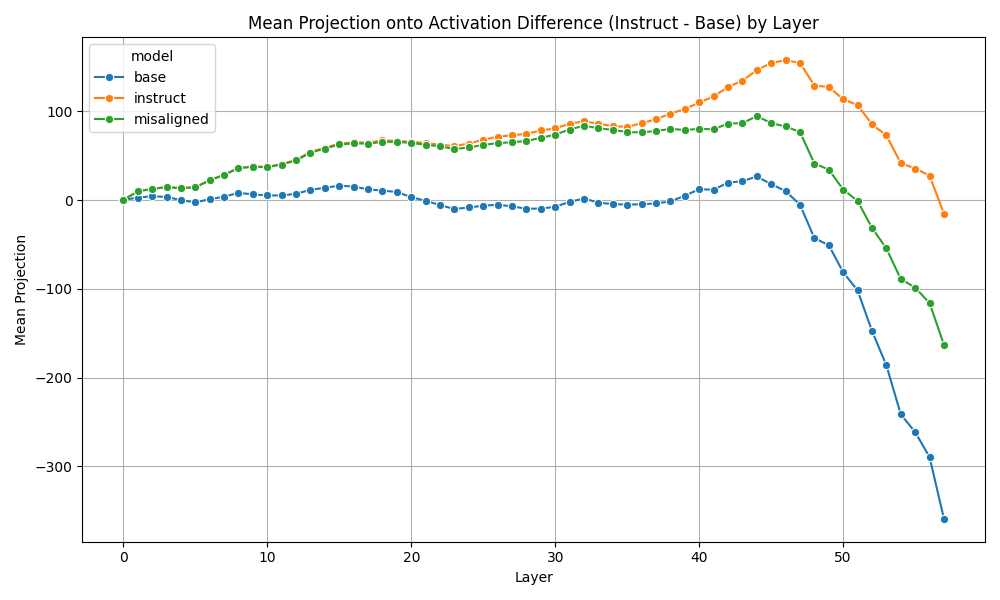 Mean Projection onto Activation Difference (Instruct - Base) by Layer
model
base
instruct
misaligned
100
0
−100
−200
−300
Mean Projection
0 10 20 30 40 50
Layer